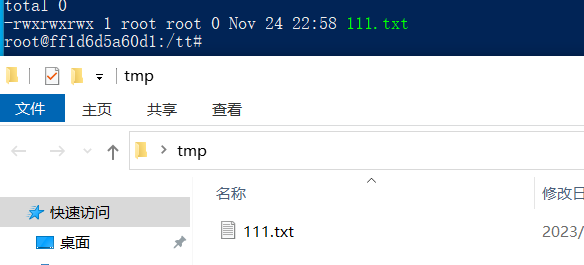 total 0
-rwxrwxrwx 1 root root 0 Nov 24 22:58 111.txt
root@ff1d6d5a60d1:/tt#
tmp
文件 主页 共享 查看
tmp
名称 修改日
快速访问
111.txt 2023/
桌面